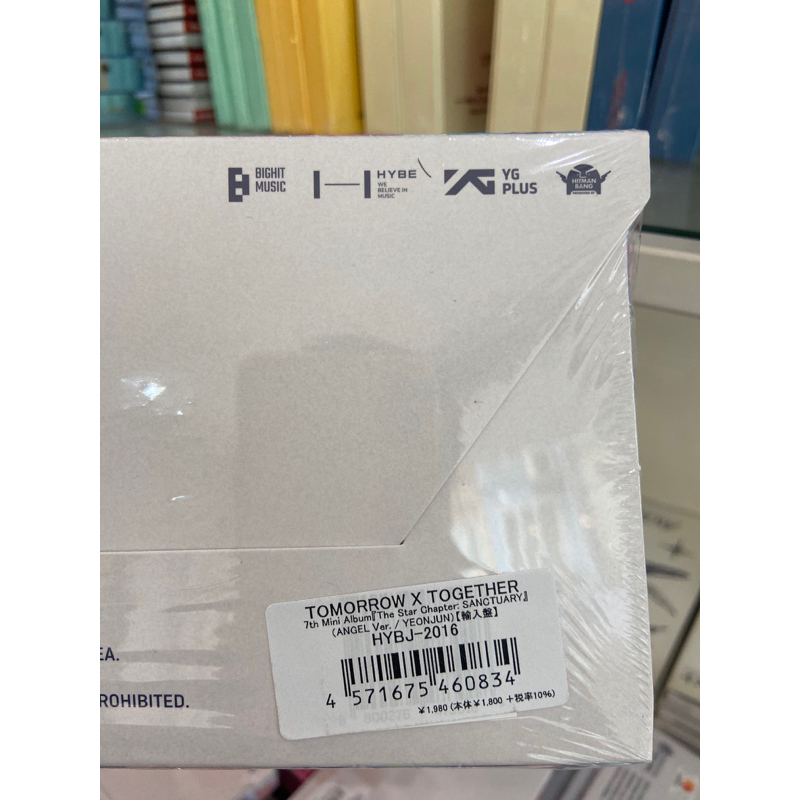 BIGHIT
MUSIC
HYBE
WE
BELIEVE IN
MUSIC
YG
PLUS
HITMAN
BANG
TOMORROW X TOGETHER
7th Mini Album『The Star Chapter: SANCTUARY』
(ANGEL Ver. / YEONJUN)【輸入盤】
HYBJ-2016
4 571675 460834
¥1,980 (本体¥1,800 +税率10%)
EA.
ROHIBITED.